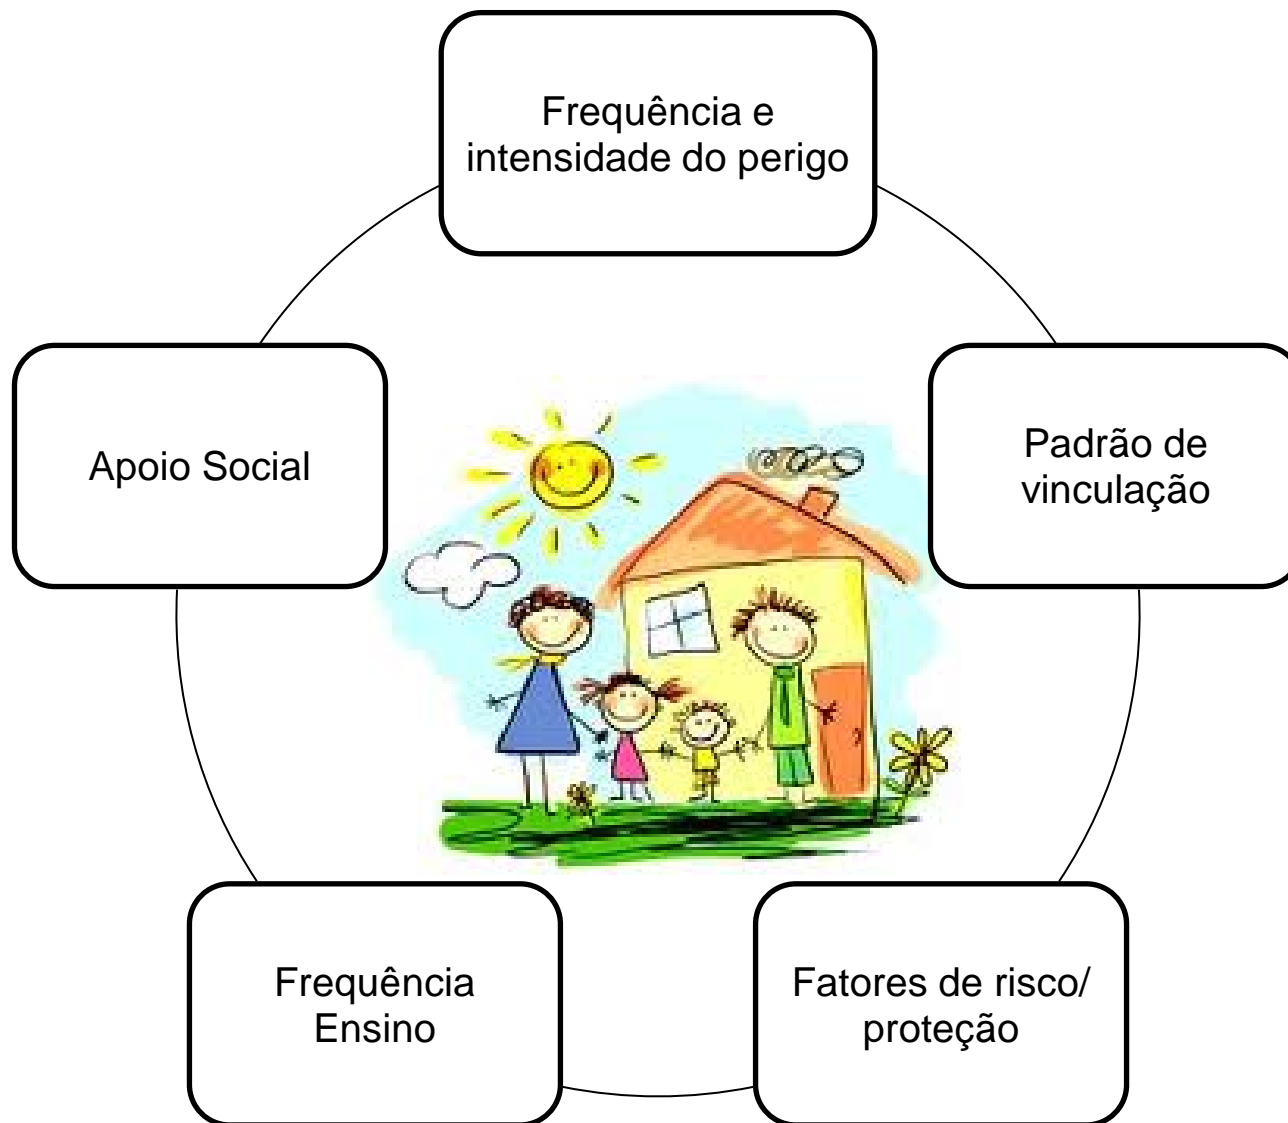 Frequência e
intensidade do perigo
Padrão de
vinculação
Fatores de risco/
proteção
Frequência
Ensino
Apoio Social